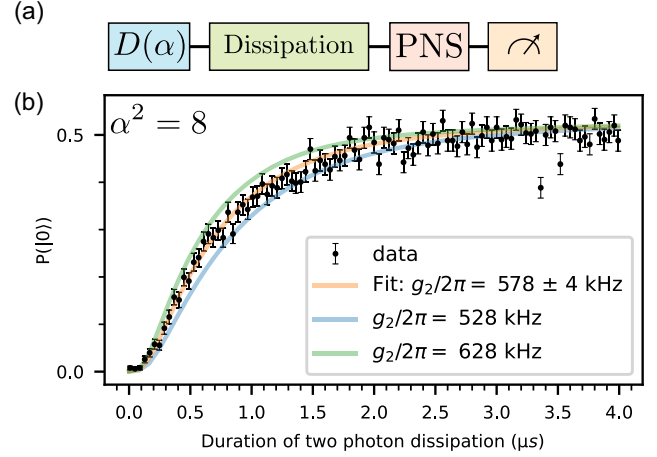 (a)
D(α) Dissipation PNS
(b)
α² = 8
P(|0⟩)
0.5
0.0
data
Fit: g₂/2π = 578 ± 4 kHz
g₂/2π = 528 kHz
g₂/2π = 628 kHz
0.0 0.5 1.0 1.5 2.0 2.5 3.0 3.5 4.0
Duration of two photon dissipation (μs)